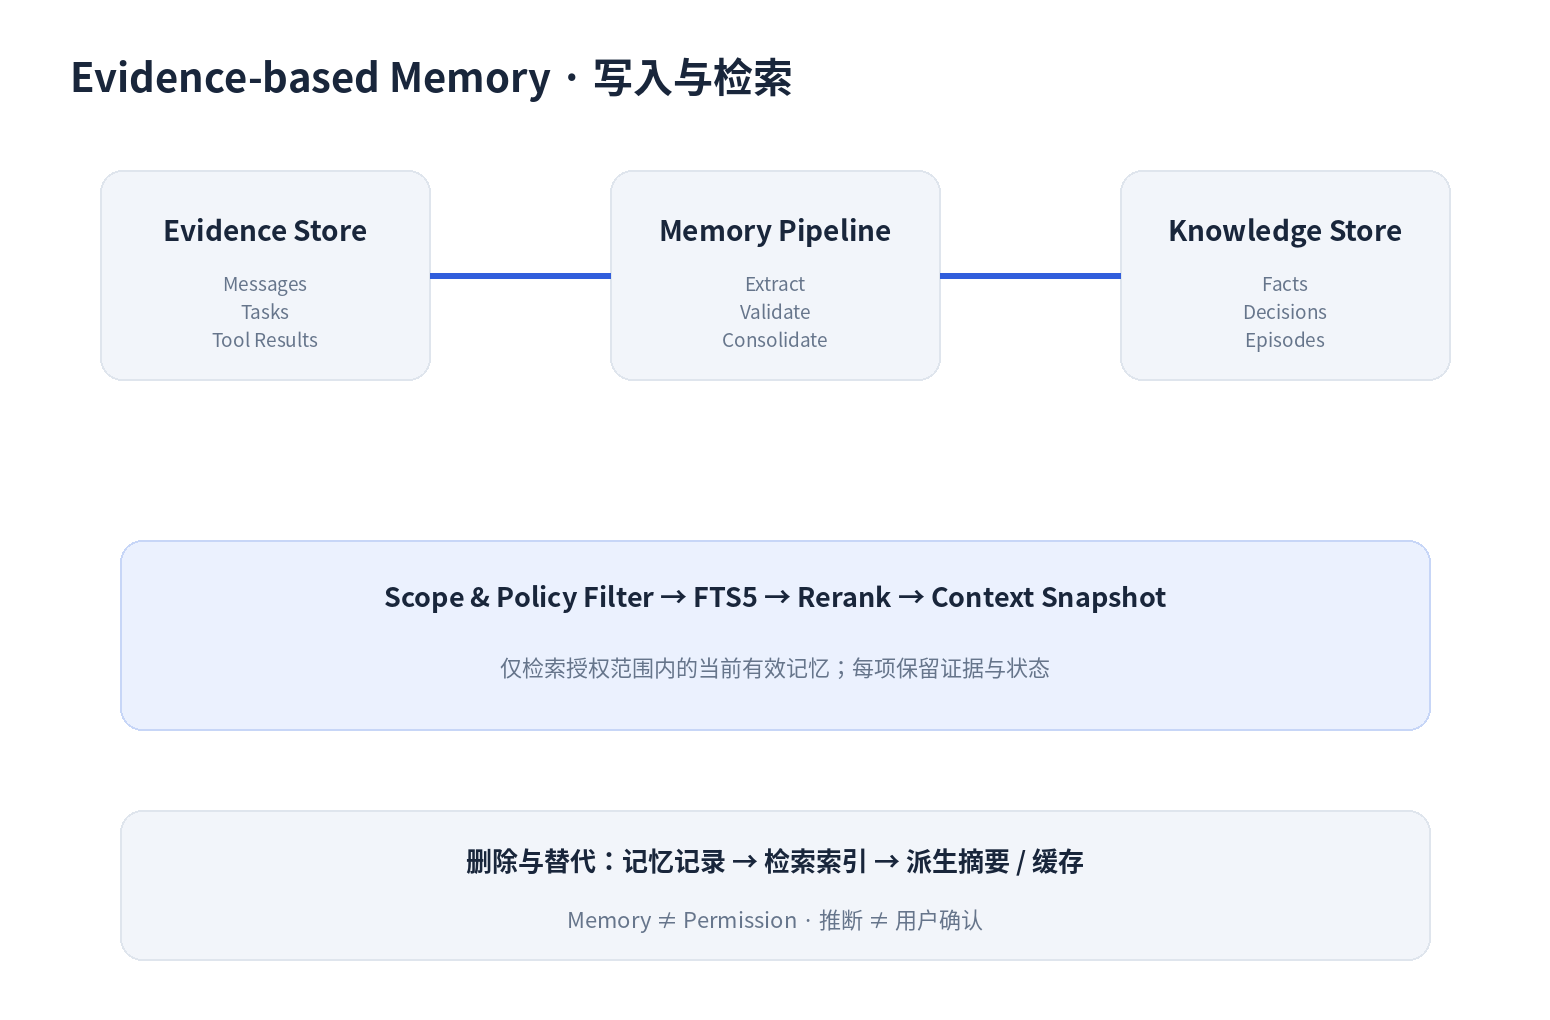 Evidence-based Memory · 写入与检索
Evidence Store
Messages
Tasks
Tool Results
Memory Pipeline
Extract
Validate
Consolidate
Knowledge Store
Facts
Decisions
Episodes
Scope & Policy Filter → FTS5 → Rerank → Context Snapshot
仅检索授权范围内的当前有效记忆；每项保留证据与状态
删除与替代：记忆记录 → 检索索引 → 派生摘要 / 缓存
Memory ≠ Permission · 推断 ≠ 用户确认